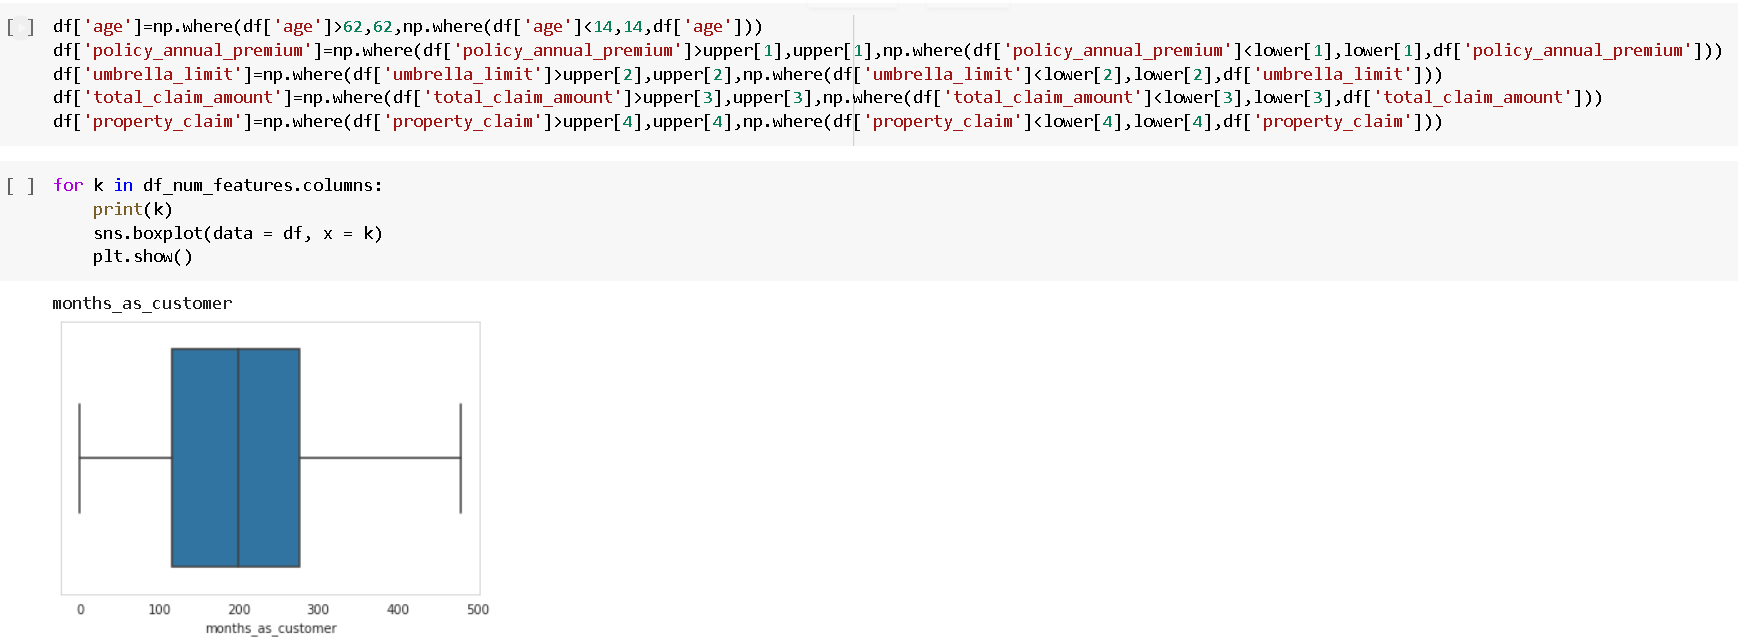 [ ] df['age']=np.where(df['age']>62,62,np.where(df['age']<14,14,df['age']))
df['policy_annual_premium']=np.where(df['policy_annual_premium']>upper[1],upper[1],np.where(df['policy_annual_premium']<lower[1],lower[1],df['policy_annual_premium']))
df['umbrella_limit']=np.where(df['umbrella_limit']>upper[2],upper[2],np.where(df['umbrella_limit']<lower[2],lower[2],df['umbrella_limit']))
df['total_claim_amount']=np.where(df['total_claim_amount']>upper[3],upper[3],np.where(df['total_claim_amount']<lower[3],lower[3],df['total_claim_amount']))
df['property_claim']=np.where(df['property_claim']>upper[4],upper[4],np.where(df['property_claim']<lower[4],lower[4],df['property_claim']))
[ ] for k in df_num_features.columns:
    print(k)
    sns.boxplot(data = df, x = k)
    plt.show()
months_as_customer
0 100 200 300 400 500
months_as_customer